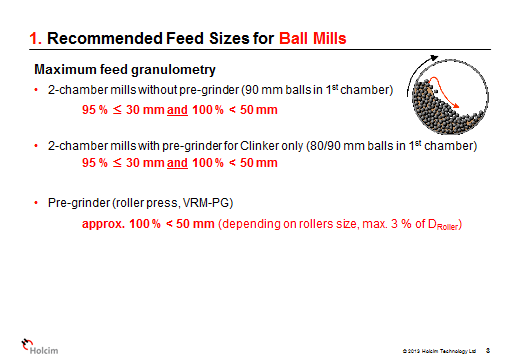 1. Recommended Feed Sizes for Ball Mills
Maximum feed granulometry
• 2-chamber mills without pre-grinder (90 mm balls in 1st chamber)
95 % ≤ 30 mm and 100 % < 50 mm
• 2-chamber mills with pre-grinder for Clinker only (80/90 mm balls in 1st chamber)
95 % ≤ 30 mm and 100 % < 50 mm
• Pre-grinder (roller press, VRM-PG)
approx. 100 % < 50 mm (depending on rollers size, max. 3 % of DRoller)
Holcim
© 2013 Holcim Technology Ltd 8